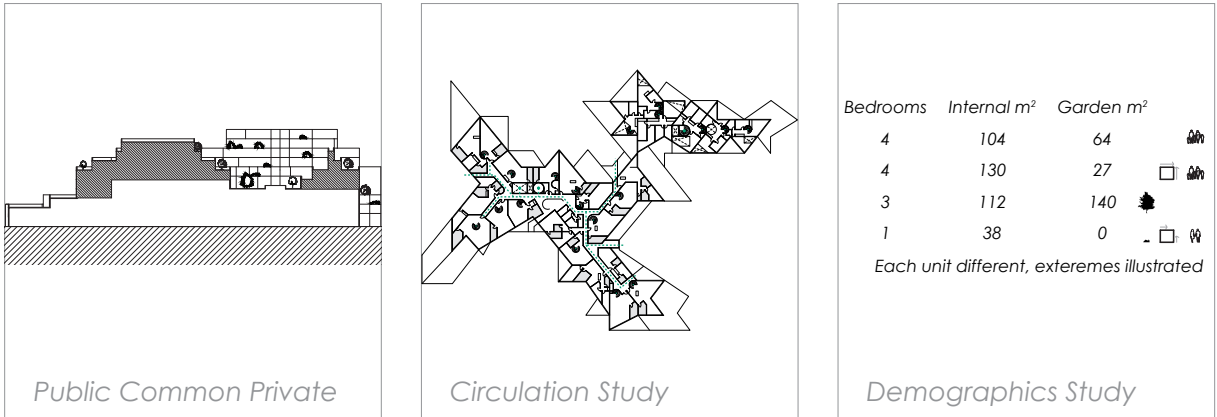 Public Common Private
Circulation Study
Bedrooms Internal m² Garden m²
4 104 64
4 130 27
3 112 140
1 38 0
Each unit different, exteremes illustrated
Demographics Study